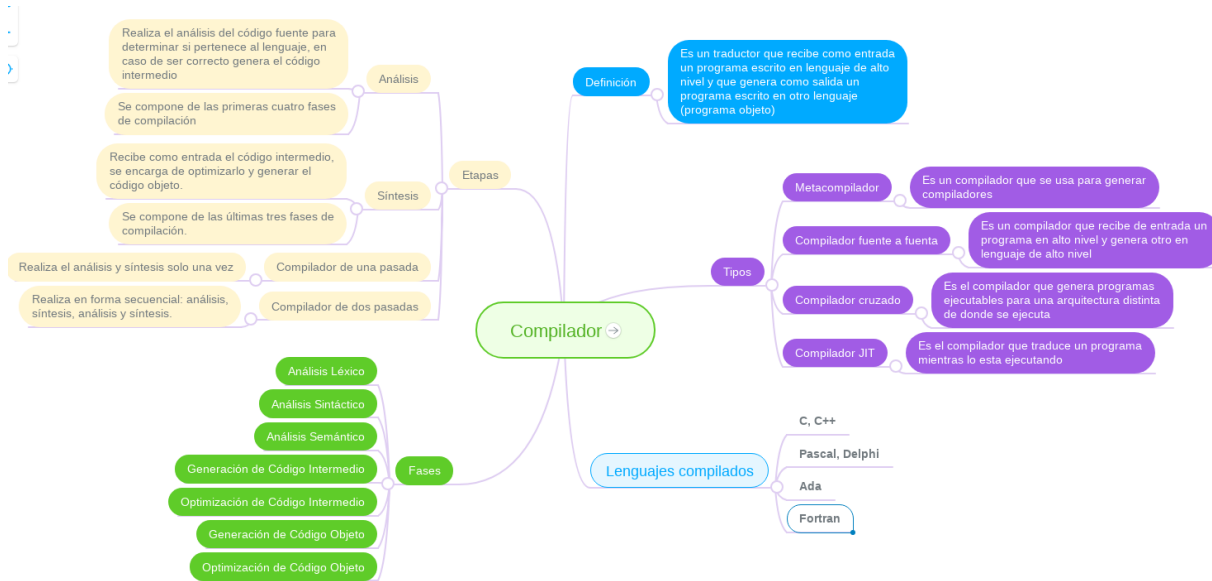 Realiza el análisis del código fuente para
determinar si pertenece al lenguaje, en
caso de ser correcto genera el código
intermedio
Análisis
Se compone de las primeras cuatro fases
de compilación
Recibe como entrada el código intermedio,
se encarga de optimizarlo y generar el
código objeto.
Etapas
Síntesis
Se compone de las últimas tres fases de
compilación.
Realiza el análisis y síntesis solo una vez
Compilador de una pasada
Realiza en forma secuencial: análisis,
síntesis, análisis y síntesis.
Compilador de dos pasadas
Definición
Es un traductor que recibe como entrada
un programa escrito en lenguaje de alto
nivel y que genera como salida un
programa escrito en otro lenguaje
(programa objeto)
Metacompilador
Es un compilador que se usa para generar
compiladores
Compilador fuente a fuenta
Es un compilador que recibe de entrada un
programa en alto nivel y genera otro en
lenguaje de alto nivel
Tipos
Compilador cruzado
Es el compilador que genera programas
ejecutables para una arquitectura distinta
de donde se ejecuta
Compilador JIT
Es el compilador que traduce un programa
mientras lo esta ejecutando
Compilador
Análisis Léxico
Análisis Sintáctico
Análisis Semántico
Generación de Código Intermedio
Fases
Optimización de Código Intermedio
Generación de Código Objeto
Optimización de Código Objeto
Lenguajes compilados
C, C++
Pascal, Delphi
Ada
Fortran